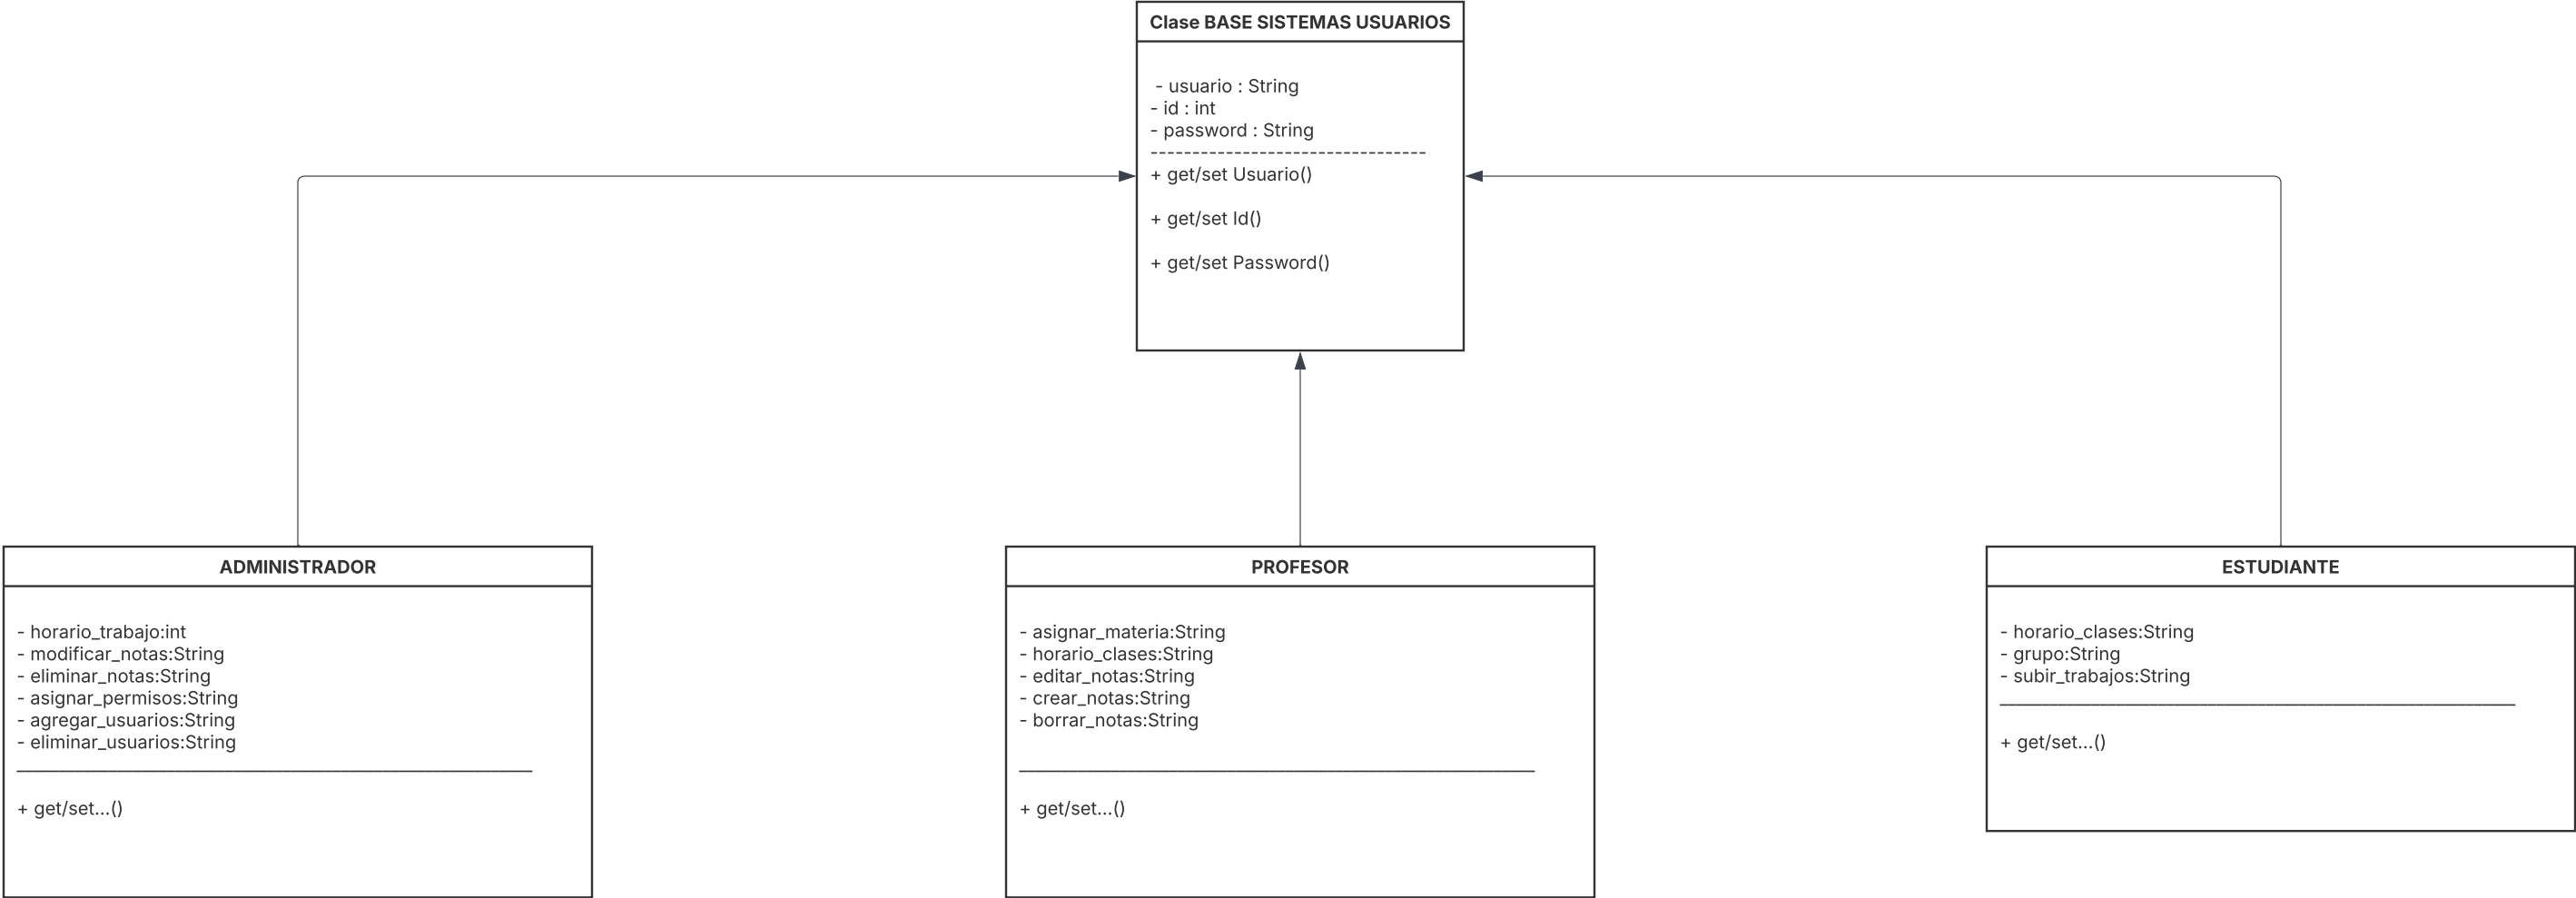 Clase BASE SISTEMAS USUARIOS
- usuario : String
- id : int
- password : String
---------------------------------
+ get/set Usuario()
+ get/set Id()
+ get/set Password()
ADMINISTRADOR
- horario_trabajo:int
- modificar_notas:String
- eliminar_notas:String
- asignar_permisos:String
- agregar_usuarios:String
- eliminar_usuarios:String
+ get/set...()
PROFESOR
- asignar_materia:String
- horario_clases:String
- editar_notas:String
- crear_notas:String
- borrar_notas:String
+ get/set...()
ESTUDIANTE
- horario_clases:String
- grupo:String
- subir_trabajos:String
+ get/set...()